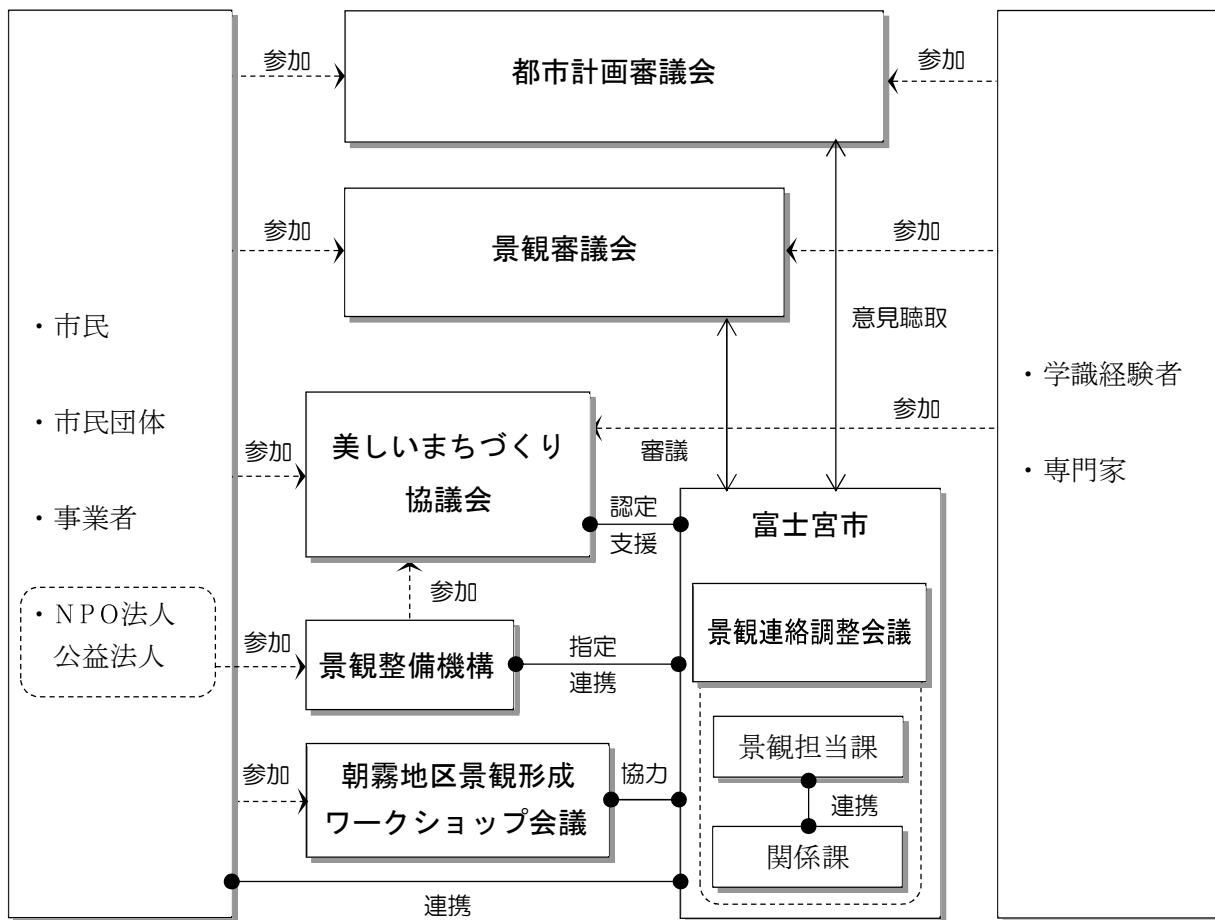 参加
都市計画審議会
参加
参加
景観審議会
参加
・市民
意見聴取
・学識経験者
参加
・市民団体
参加
美しいまちづくり
協議会
審議
・専門家
・事業者
認定
支援
富士宮市
参加
・NPO法人
公益法人
参加
景観整備機構
指定
連携
景観連絡調整会議
景観担当課
参加
朝霧地区景観形成
ワークショップ会議
協力
連携
関係課
連携